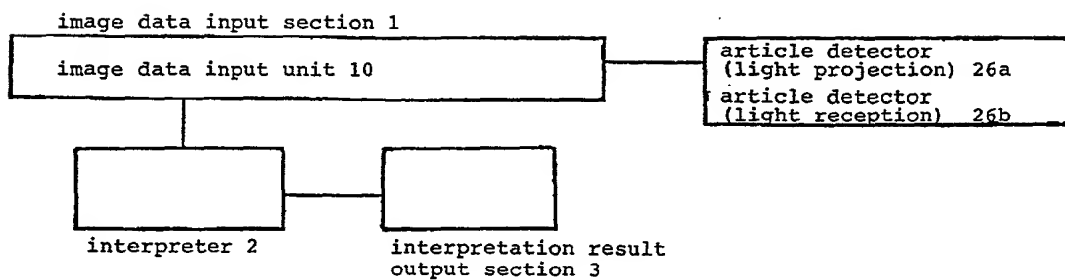 image data input section 1
image data input unit 10
article detector
(light projection) 26a
article detector
(light reception) 26b
interpreter 2
interpretation result
output section 3